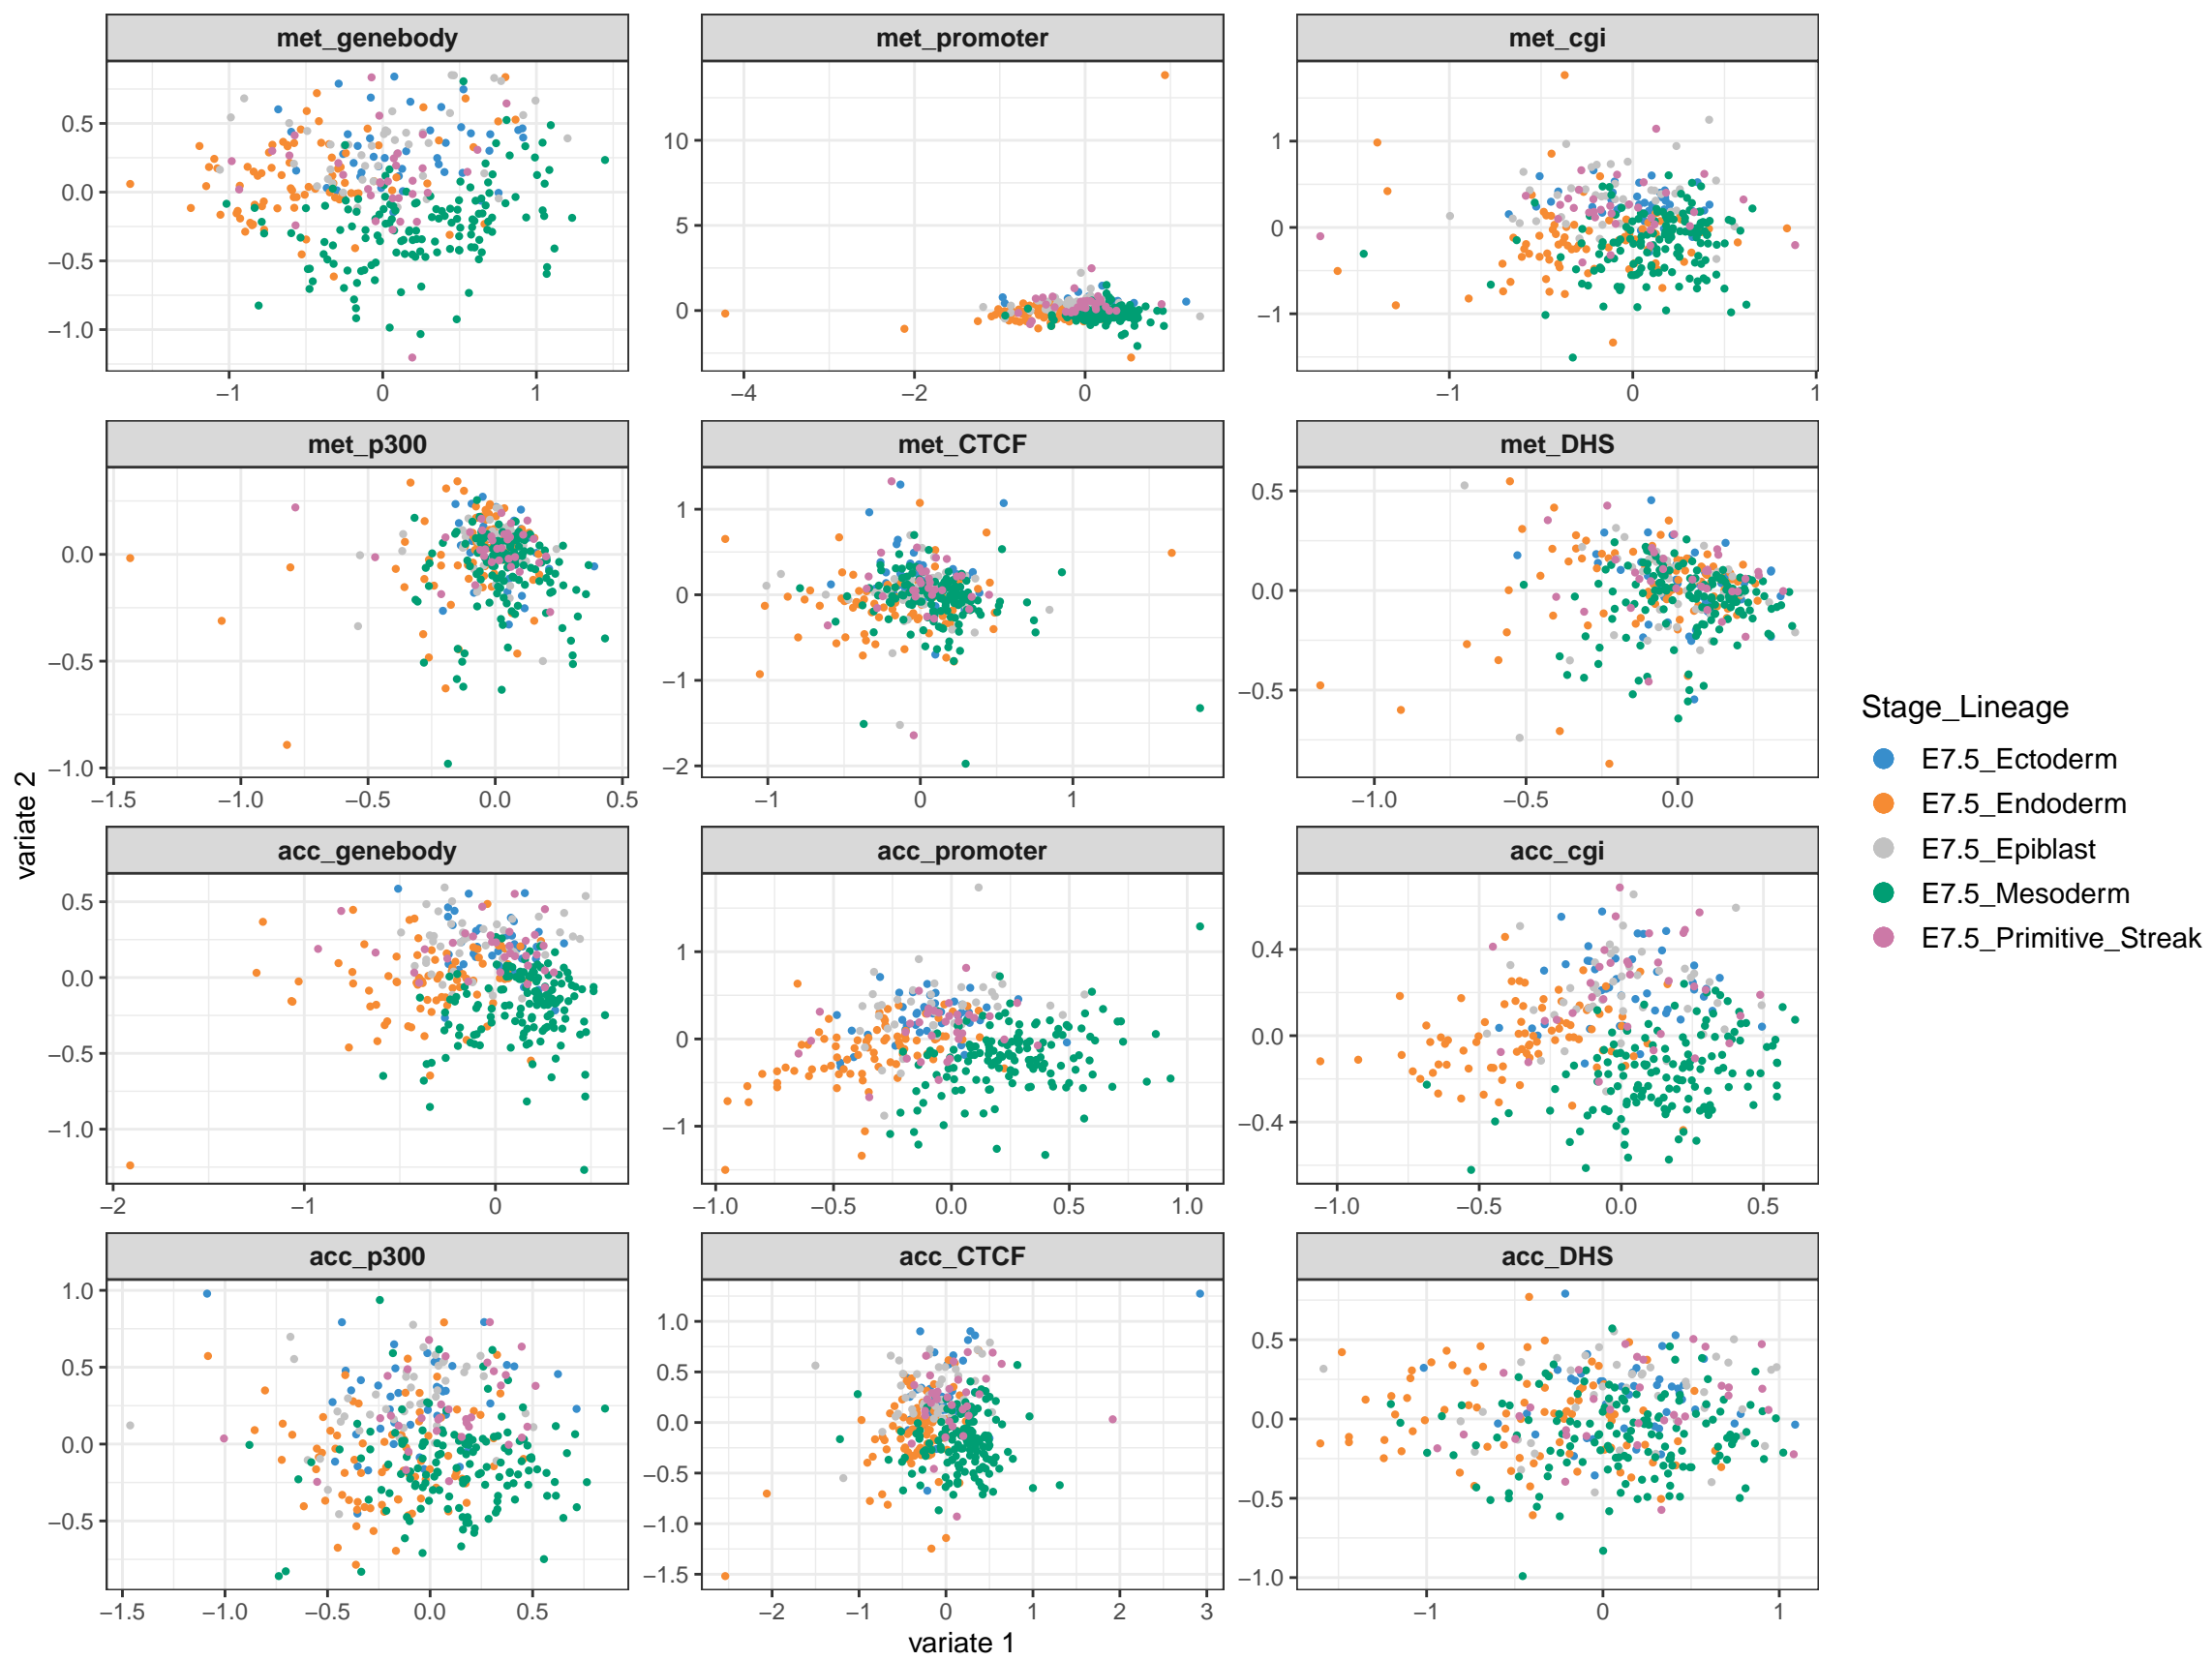 met_genebody met_promoter met_cgi
0.5 0.0 −0.5 −1.0
−1 0 1
10 5 0
−4 −2 0
1 0 −1
−1 0 1
met_p300 met_CTCF met_DHS
0.0 −0.5 −1.0
−1.5 −1.0 −0.5 0.0 0.5
1 0 −1 −2
−1 0 1
0.5 0.0 −0.5
−1.0 −0.5 0.0
acc_genebody acc_promoter acc_cgi
0.5 0.0 −0.5 −1.0
−2 −1 0
1 0 −1
−1.0 −0.5 0.0 0.5 1.0
0.4 0.0 −0.4
−1.0 −0.5 0.0 0.5
acc_p300 acc_CTCF acc_DHS
1.0 0.5 0.0 −0.5
−1.5 −1.0 −0.5 0.0 0.5
1.0 0.5 0.0 −0.5 −1.0 −1.5
−2 −1 0 1 2 3
0.5 0.0 −0.5 −1.0
−1 0 1
variate 1
variate 2
Stage_Lineage
E7.5_Ectoderm
E7.5_Endoderm
E7.5_Epiblast
E7.5_Mesoderm
E7.5_Primitive_Streak